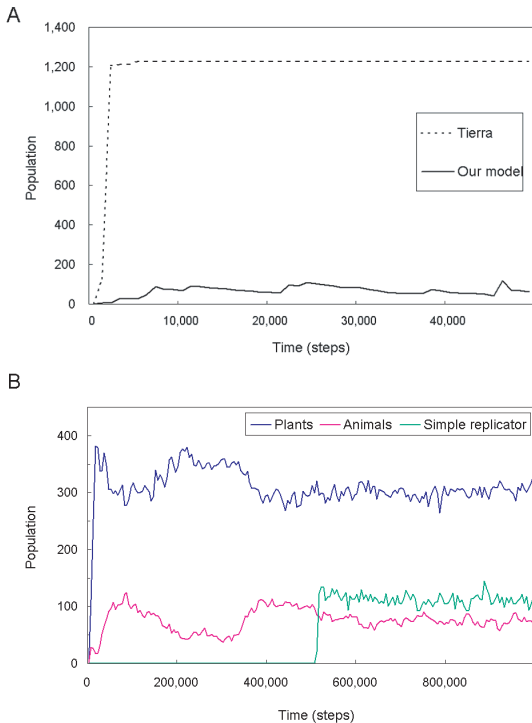 A
1,400
1,200
1,000
800
600
400
200
0
Population
Tierra
Our model
0
10,000
20,000
30,000
40,000
Time (steps)
B
Plants
Animals
Simple replicator
400
300
200
100
0
Population
0
200,000
400,000
600,000
800,000
Time (steps)